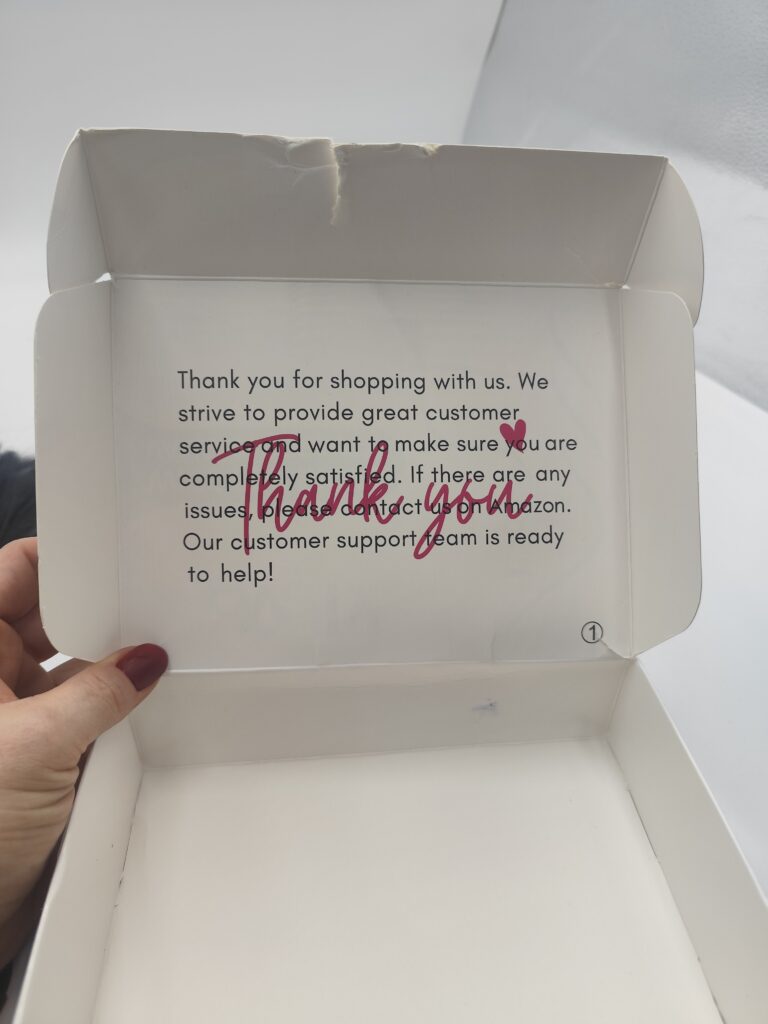 Thank you for shopping with us. We
strive to provide great customer
service and want to make sure you are
completely satisfied. If there are any
issues, please contact us on Amazon.
Our customer support team is ready
to help!
Thank you
①